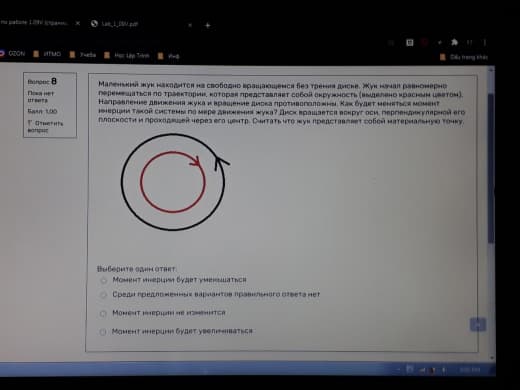 по работе 1.09V (страни...
Lab_1_09V.pdf
OZON
ИТМО
Учеба
Học Lập Trình
Инф
Dấu trang khác
Вопрос 8
Пока нет
ответа
Балл: 1,00
Отметить
вопрос
Маленький жук находится на свободно вращающемся без трения диске. Жук начал равномерно
перемещаться по траектории, которая представляет собой окружность (выделено красным цветом).
Направление движения жука и вращение диска противоположны. Как будет меняться момент
инерции такой системы по мере движения жука? Диск вращается вокруг оси, перпендикулярной его
плоскости и проходящей через его центр. Считать что жук представляет собой материальную точку.
Выберите один ответ:
Момент инерции будет уменьшаться
Среди предложенных вариантов правильного ответа нет
Момент инерции не изменится
Момент инерции будет увеличиваться